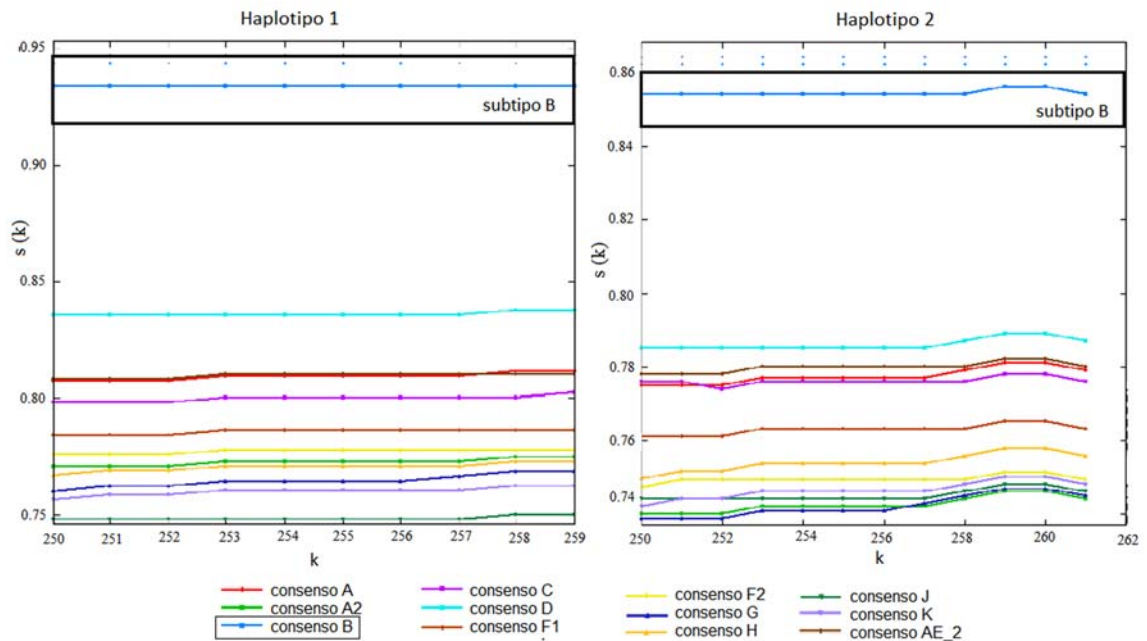 Haplotipo 1
0.95
0.90
0.85
0.80
0.75
s (k)
subtipo B
250 251 252 253 254 255 256 257 258 259
k
Haplotipo 2
0.86
0.84
0.82
0.80
0.78
0.76
0.74
s (k)
subtipo B
250 252 254 256 258 260 262
k
consenso A
consenso A2
consenso B
consenso C
consenso D
consenso F1
consenso F2
consenso G
consenso H
consenso J
consenso K
consenso AE_2